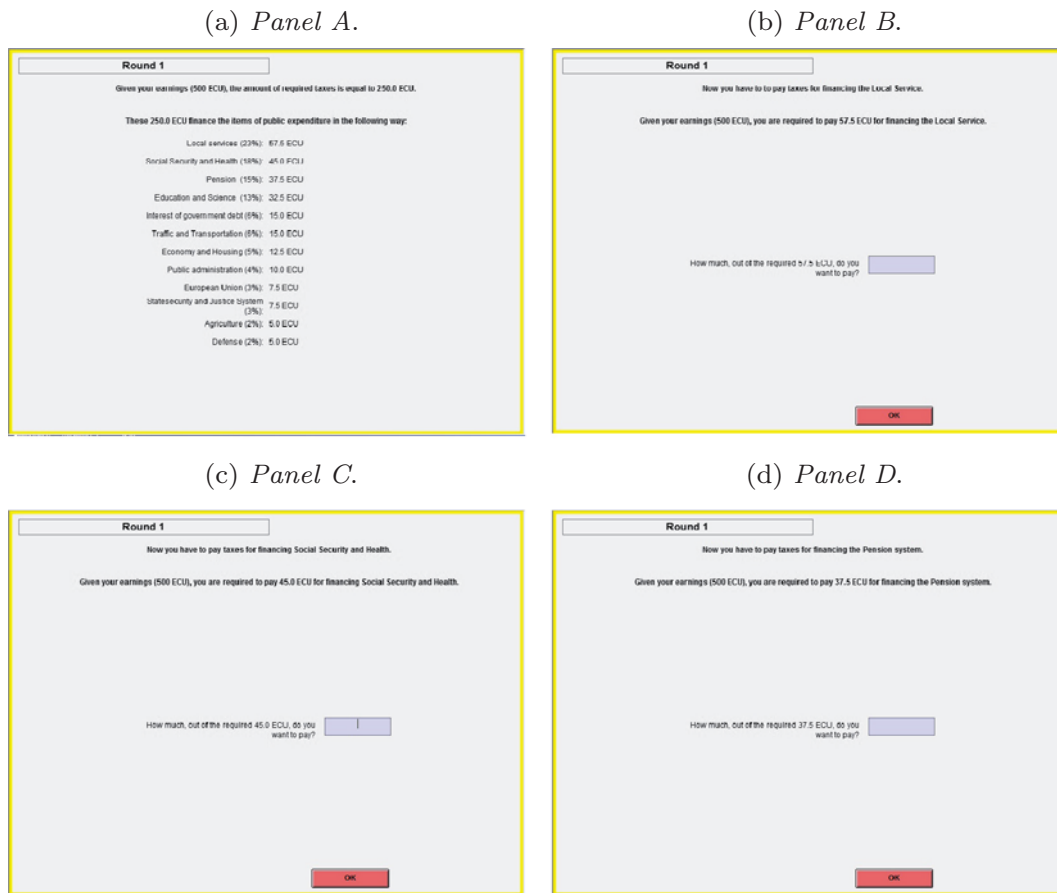 (a) Panel A.
Round 1
Given your earnings (500 ECU), the amount of required taxes is equal to 250.0 ECU.
These 250.0 ECU finance the items of public expenditure in the following way:
Local services (23%): 57.5 ECU
Social Security and Health (18%): 45.0 ECU
Pension (15%): 37.5 ECU
Education and Science (13%): 32.5 ECU
Interest of government debt (6%): 15.0 ECU
Traffic and Transportation (6%): 15.0 ECU
Economy and Housing (5%): 12.5 ECU
Public administration (4%): 10.0 ECU
European Union (3%): 7.5 ECU
Statesecurity and Justice System
(3%): 7.5 ECU
Agriculture (2%): 5.0 ECU
Defense (2%): 5.0 ECU
(b) Panel B.
Round 1
Now you have to to pay taxes for financing the Local Service.
Given your earnings (500 ECU), you are required to pay 57.5 ECU for financing the Local Service.
How much, out of the required 57.5 ECU, do you
want to pay?
OK
(c) Panel C.
Round 1
Now you have to pay taxes for financing Social Security and Health.
Given your earnings (500 ECU), you are required to pay 45.0 ECU for financing Social Security and Health.
How much, out of the required 45.0 ECU, do you
want to pay?
OK
(d) Panel D.
Round 1
Now you have to pay taxes for financing the Pension system.
Given your earnings (500 ECU), you are required to pay 37.5 ECU for financing the Pension system.
How much, out of the required 37.5 ECU, do you
want to pay?
OK